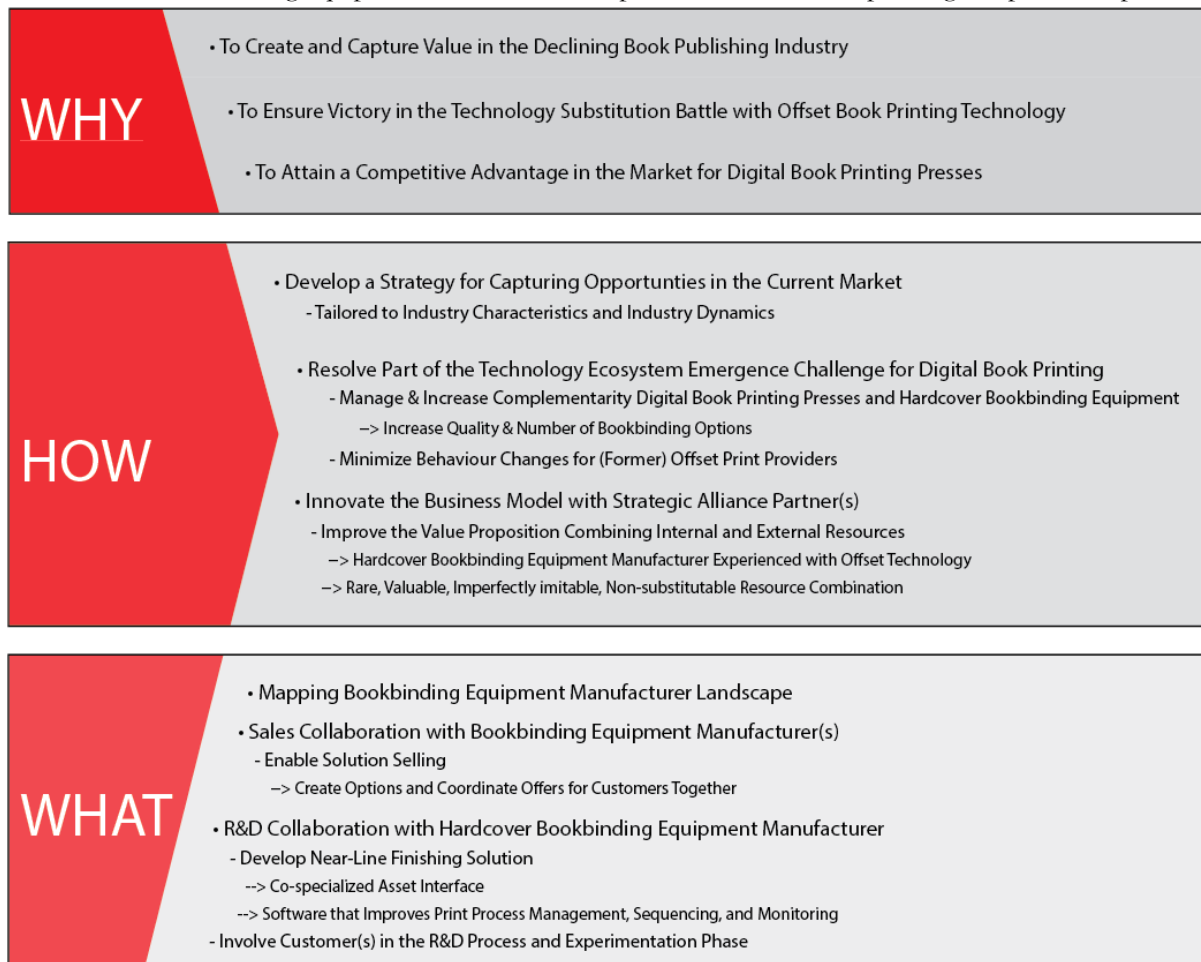 WHY
• To Create and Capture Value in the Declining Book Publishing Industry
• To Ensure Victory in the Technology Substitution Battle with Offset Book Printing Technology
• To Attain a Competitive Advantage in the Market for Digital Book Printing Presses
HOW
• Develop a Strategy for Capturing Opportunties in the Current Market
- Tailored to Industry Characteristics and Industry Dynamics
• Resolve Part of the Technology Ecosystem Emergence Challenge for Digital Book Printing
- Manage & Increase Complementarity Digital Book Printing Presses and Hardcover Bookbinding Equipment
–> Increase Quality & Number of Bookbinding Options
- Minimize Behaviour Changes for (Former) Offset Print Providers
• Innovate the Business Model with Strategic Alliance Partner(s)
- Improve the Value Proposition Combining Internal and External Resources
–> Hardcover Bookbinding Equipment Manufacturer Experienced with Offset Technology
–> Rare, Valuable, Imperfectly imitable, Non-substitutable Resource Combination
WHAT
• Mapping Bookbinding Equipment Manufacturer Landscape
• Sales Collaboration with Bookbinding Equipment Manufacturer(s)
- Enable Solution Selling
–> Create Options and Coordinate Offers for Customers Together
• R&D Collaboration with Hardcover Bookbinding Equipment Manufacturer
- Develop Near-Line Finishing Solution
--> Co-specialized Asset Interface
--> Software that Improves Print Process Management, Sequencing, and Monitoring
- Involve Customer(s) in the R&D Process and Experimentation Phase